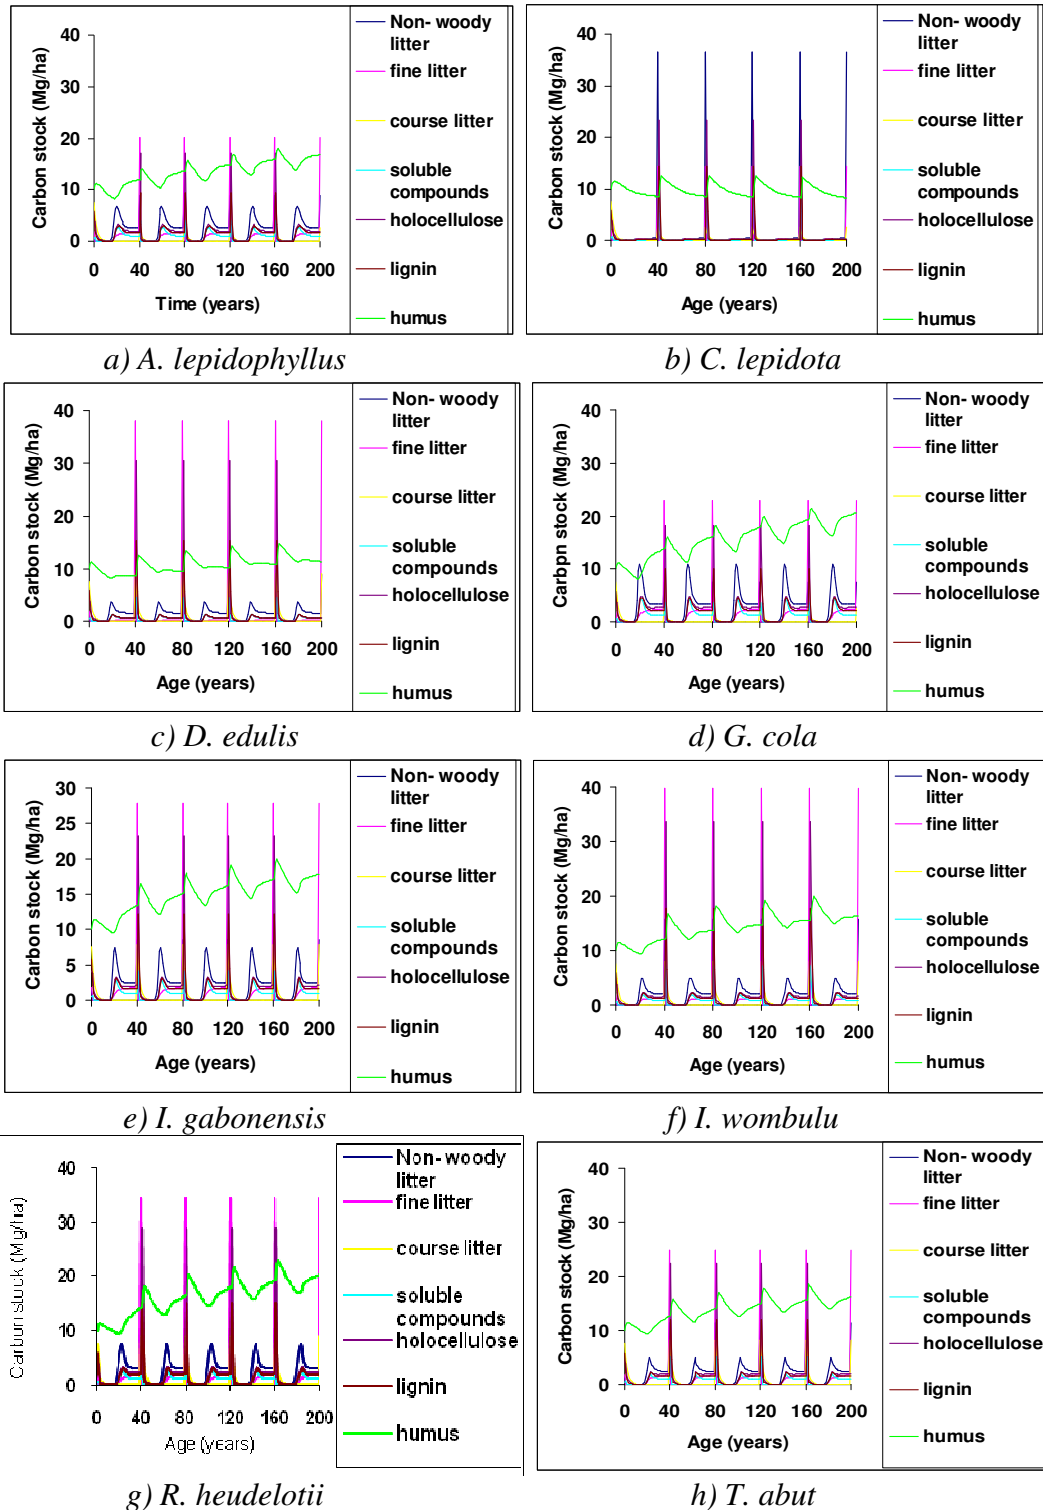 40
30
20
10
0
Carbon stock (Mg/ha)
0 40 80 120 160 200
Time (years)
Non- woody
litter
fine litter
course litter
soluble
compounds
holocellulose
lignin
humus
a) A. lepidophyllus
40
30
20
10
0
Carbon stock (Mg/ha)
0 40 80 120 160 200
Age (years)
Non- woody
litter
fine litter
course litter
soluble
compounds
holocellulose
lignin
humus
b) C. lepidota
40
30
20
10
0
Carbon stock (Mg/ha)
0 40 80 120 160 200
Age (years)
Non- woody
litter
fine litter
course litter
soluble
compounds
holocellulose
lignin
humus
c) D. edulis
40
30
20
10
0
Carbpn stock (Mg/ha)
0 40 80 120 160 200
Age (years)
Non- woody
litter
fine litter
course litter
soluble
compounds
holocellulose
lignin
humus
d) G. cola
30
25
20
15
10
5
0
Carbon stock (Mg/ha)
0 40 80 120 160 200
Age (years)
Non- woody
litter
fine litter
course litter
soluble
compounds
holocellulose
lignin
humus
e) I. gabonensis
40
30
20
10
0
Carbon stock (Mg/ha)
0 40 80 120 160 200
Age (years)
Non- woody
litter
fine litter
course litter
soluble
compounds
holocellulose
lignin
humus
f) I. wombulu
40
30
20
10
0
Carbon stock (Mg/ha)
0 40 80 120 160 200
Age (years)
Non- woody
litter
fine litter
course litter
soluble
compounds
holocellulose
lignin
humus
g) R. heudelotii
40
30
20
10
0
Carbon stock (Mg/ha)
0 40 80 120 160 200
Age (years)
Non- woody
litter
fine litter
course litter
soluble
compounds
holocellulose
lignin
humus
h) T. abut